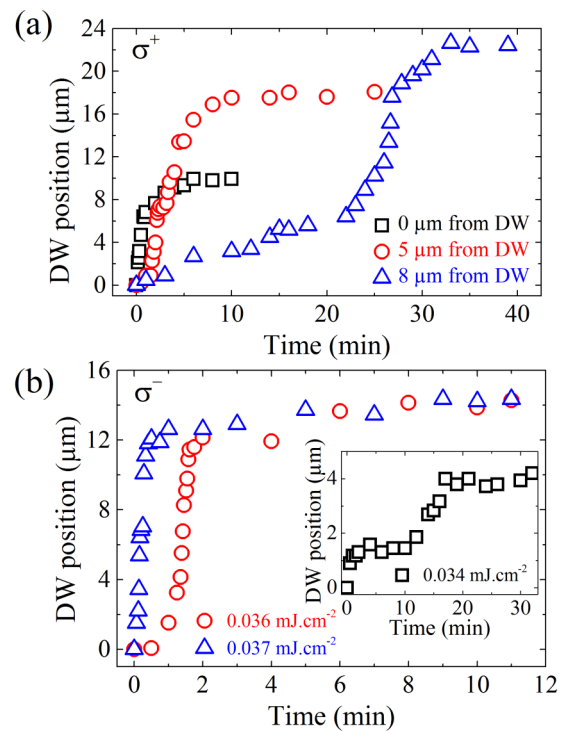 (a)
σ+
DW position (μm)
24
20
16
12
8
4
0
0 μm from DW
5 μm from DW
8 μm from DW
0 10 20 30 40
Time (min)
(b)
σ−
DW position (μm)
16
12
8
4
0
DW position (μm)
4
2
0
0.034 mJ.cm-2
0 10 20 30
Time (min)
0.036 mJ.cm-2
0.037 mJ.cm-2
0 2 4 6 8 10 12
Time (min)